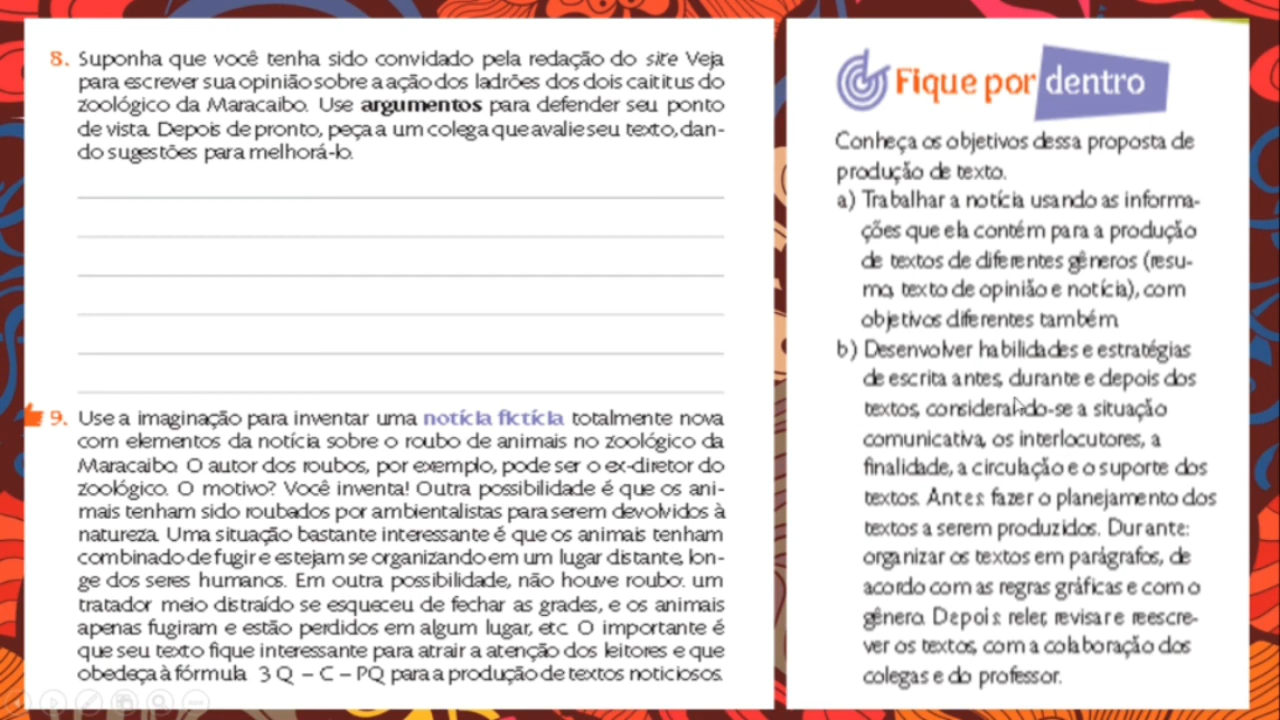 8. Suponha que você tenha sido convidado pela redação do site Veja
para escrever sua opinião sobre a ação dos ladrões dos dois caititus do
zoológico da Maracaibo. Use argumentos para defender seu ponto
de vista. Depois de pronto, peça a um colega que avalie seu texto, dan-
do sugestões para melhorá-lo.
9. Use a imaginação para inventar uma notícia fictícia totalmente nova
com elementos da notícia sobre o roubo de animais no zoológico da
Maracaibo. O autor dos roubos, por exemplo, pode ser o ex-diretor do
zoológico. O motivo? Você inventa! Outra possibilidade é que os ani-
mais tenham sido roubados por ambientalistas para serem devolvidos à
natureza. Uma situação bastante interessante é que os animais tenham
combinado de fugir e estejam se organizando em um lugar distante, lon-
ge dos seres humanos. Em outra possibilidade, não houve roubo: um
tratador meio distraído se esqueceu de fechar as grades, e os animais
apenas fugiram e estão perdidos em algum lugar, etc. O importante é
que seu texto fique interessante para atrair a atenção dos leitores e que
obedeça à fórmula 3 Q – C – PQ para a produção de textos noticiosos.
Fique por dentro
Conheça os objetivos dessa proposta de
produção de texto.
a) Trabalhar a notícia usando as informa-
ções que ela contém para a produção
de textos de diferentes gêneros (resu-
mo, texto de opinião e notícia), com
objetivos diferentes também.
b) Desenvolver habilidades e estratégias
de escrita antes, durante e depois dos
textos, considerando-se a situação
comunicativa, os interlocutores, a
finalidade, a circulação e o suporte dos
textos. Antes: fazer o planejamento dos
textos a serem produzidos. Durante:
organizar os textos em parágrafos, de
acordo com as regras gráficas e com o
gênero. Depois: reler, revisar e reescre-
ver os textos, com a colaboração dos
colegas e do professor.